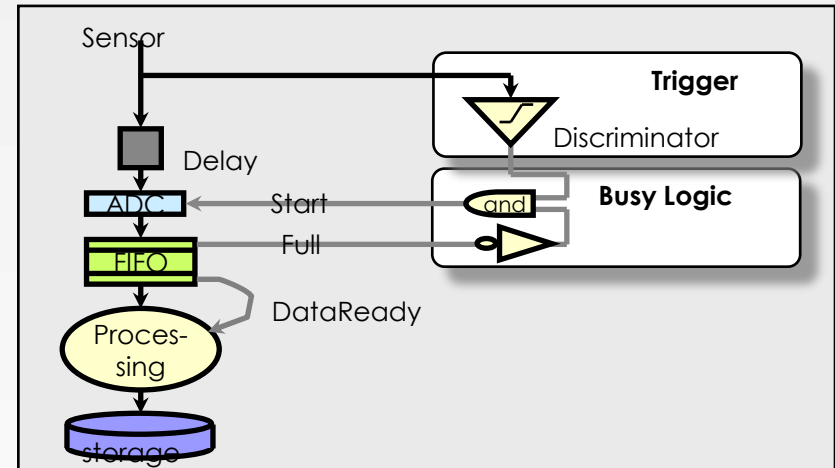 Sensor
Trigger
Discriminator
Delay
Busy Logic
ADC
Start
and
Full
FIFO
DataReady
Proces-
sing
storage